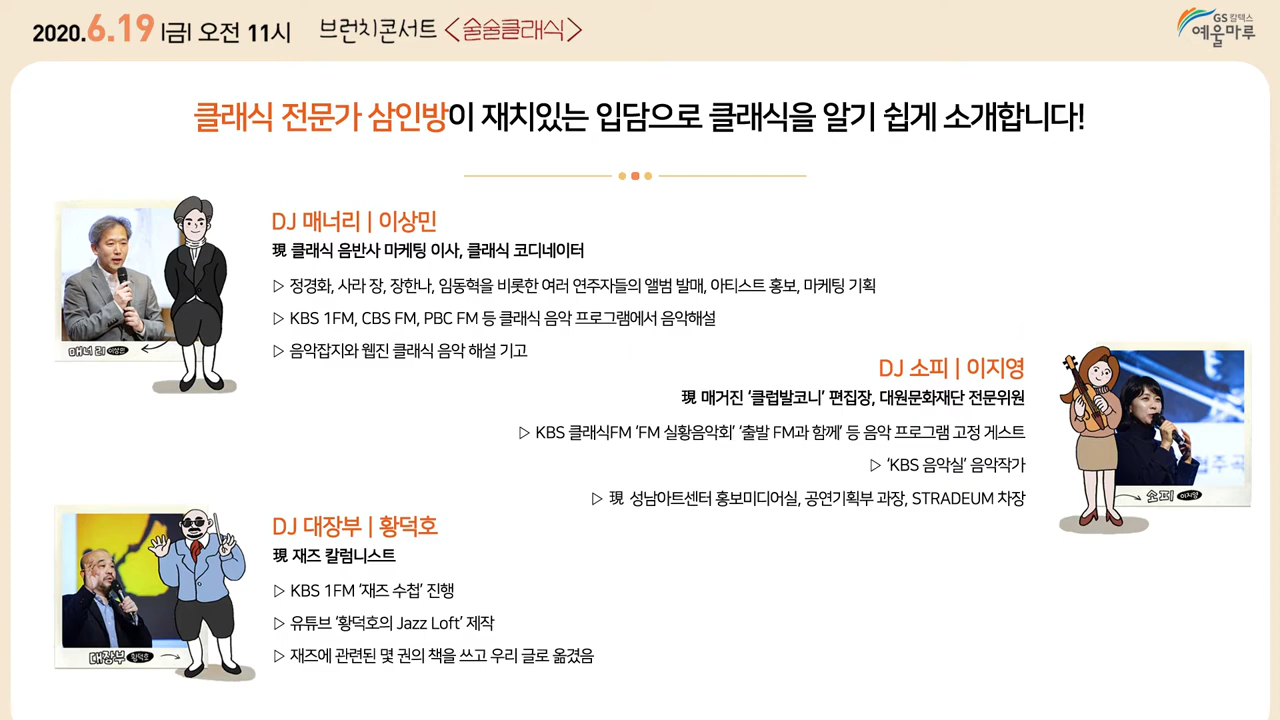 2020.6.19 |금| 오전 11시 브런치콘서트 <술술클래식>
GS칼텍스
예울마루
클래식 전문가 삼인방이 재치있는 입담으로 클래식을 알기 쉽게 소개합니다!
DJ 매너리 | 이상민
現 클래식 음반사 마케팅 이사, 클래식 코디네이터
▷ 정경화, 사라 장, 장한나, 임동혁을 비롯한 여러 연주자들의 앨범 발매, 아티스트 홍보, 마케팅 기획
▷ KBS 1FM, CBS FM, PBC FM 등 클래식 음악 프로그램에서 음악해설
▷ 음악잡지와 웹진 클래식 음악 해설 기고
매너리 이상민
DJ 소피 | 이지영
現 매거진 ‘클럽발코니’ 편집장, 대원문화재단 전문위원
▷ KBS 클래식FM ‘FM 실황음악회’ ‘출발 FM과 함께’ 등 음악 프로그램 고정 게스트
▷ ‘KBS 음악실’ 음악작가
▷ 現 성남아트센터 홍보미디어실, 공연기획부 과장, STRADEUM 차장
소피 이지영
DJ 대장부 | 황덕호
現 재즈 칼럼니스트
▷ KBS 1FM ‘재즈 수첩’ 진행
▷ 유튜브 ‘황덕호의 Jazz Loft’ 제작
▷ 재즈에 관련된 몇 권의 책을 쓰고 우리 글로 옮겼음
대장부 황덕호